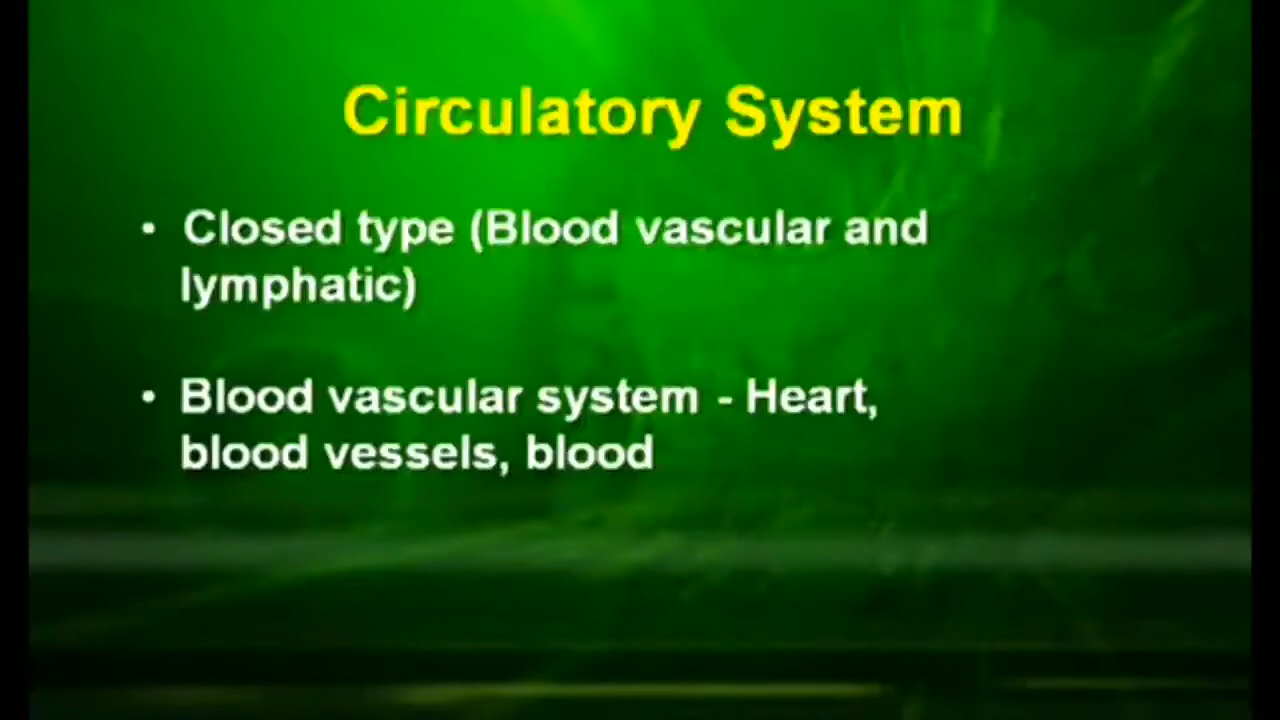 Circulatory System
• Closed type (Blood vascular and
lymphatic)
• Blood vascular system - Heart,
blood vessels, blood